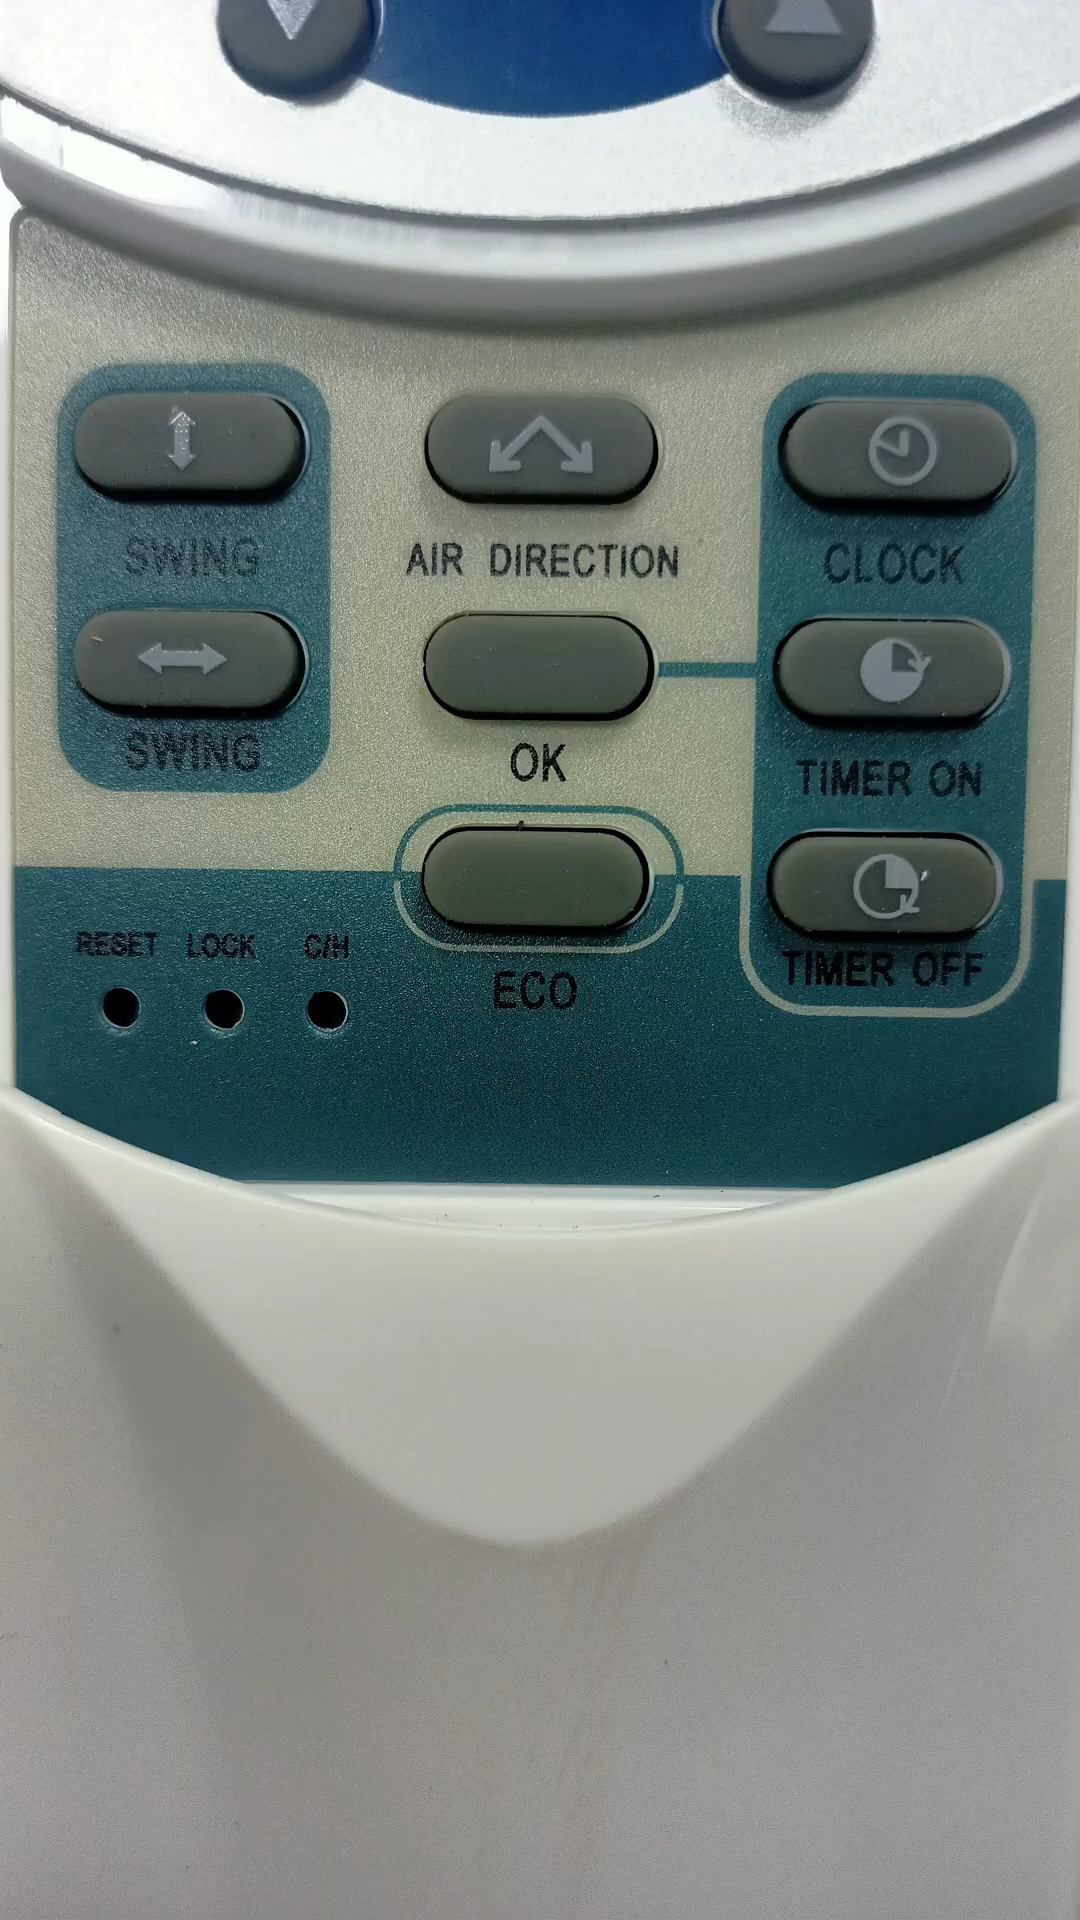 SWING
AIR DIRECTION
CLOCK
SWING
OK
TIMER ON
RESET
LOCK
C/H
ECO
TIMER OFF